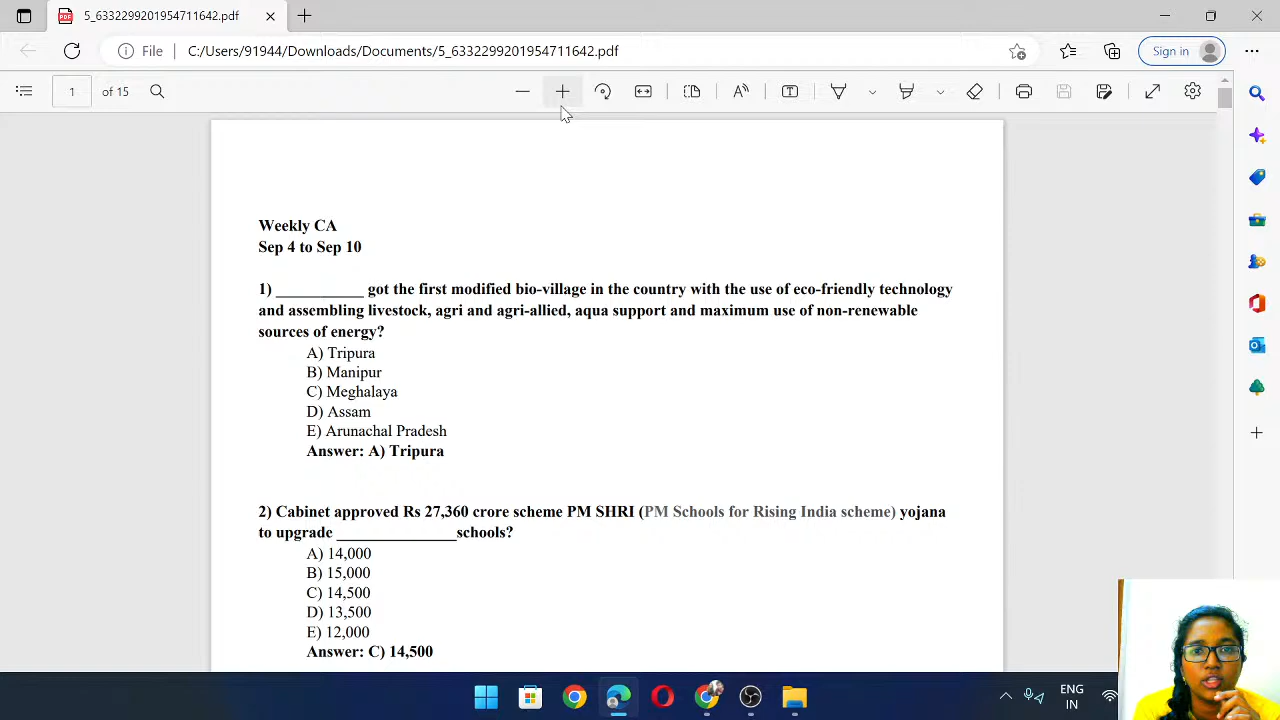 5_6332299201954711642.pdf
File C:/Users/91944/Downloads/Documents/5_6332299201954711642.pdf
Sign in
1 of 15
Weekly CA
Sep 4 to Sep 10
1) __________ got the first modified bio-village in the country with the use of eco-friendly technology
and assembling livestock, agri and agri-allied, aqua support and maximum use of non-renewable
sources of energy?
A) Tripura
B) Manipur
C) Meghalaya
D) Assam
E) Arunachal Pradesh
Answer: A) Tripura
2) Cabinet approved Rs 27,360 crore scheme PM SHRI (PM Schools for Rising India scheme) yojana
to upgrade ______________schools?
A) 14,000
B) 15,000
C) 14,500
D) 13,500
E) 12,000
Answer: C) 14,500
ENG
IN